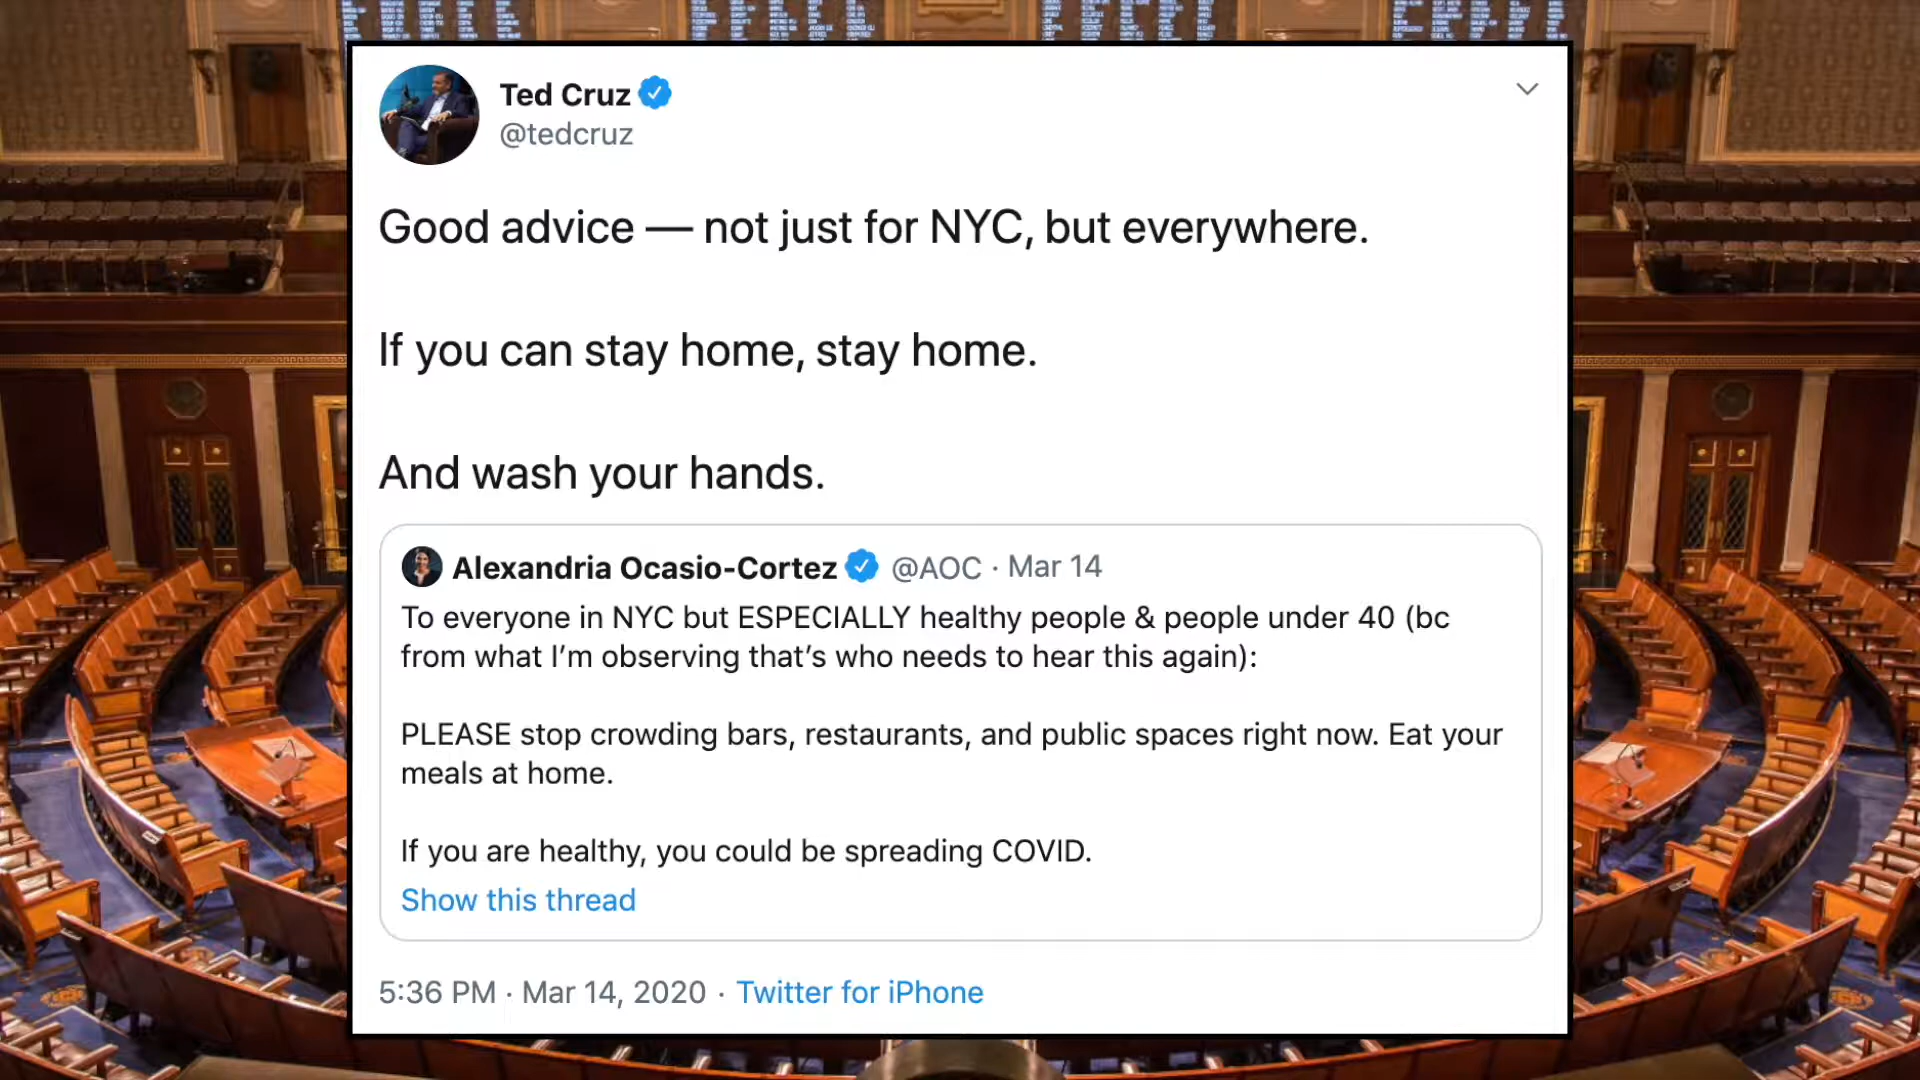 Ted Cruz
@tedcruz
Good advice — not just for NYC, but everywhere.
If you can stay home, stay home.
And wash your hands.
Alexandria Ocasio-Cortez @AOC · Mar 14
To everyone in NYC but ESPECIALLY healthy people & people under 40 (bc
from what I’m observing that’s who needs to hear this again):
PLEASE stop crowding bars, restaurants, and public spaces right now. Eat your
meals at home.
If you are healthy, you could be spreading COVID.
Show this thread
5:36 PM · Mar 14, 2020 · Twitter for iPhone